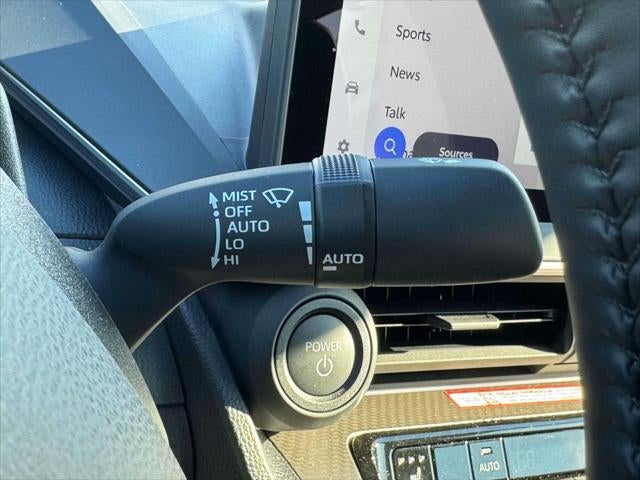 Sports
News
Talk
Sources
MIST
OFF
AUTO
LO
HI
AUTO
POWER
AUTO